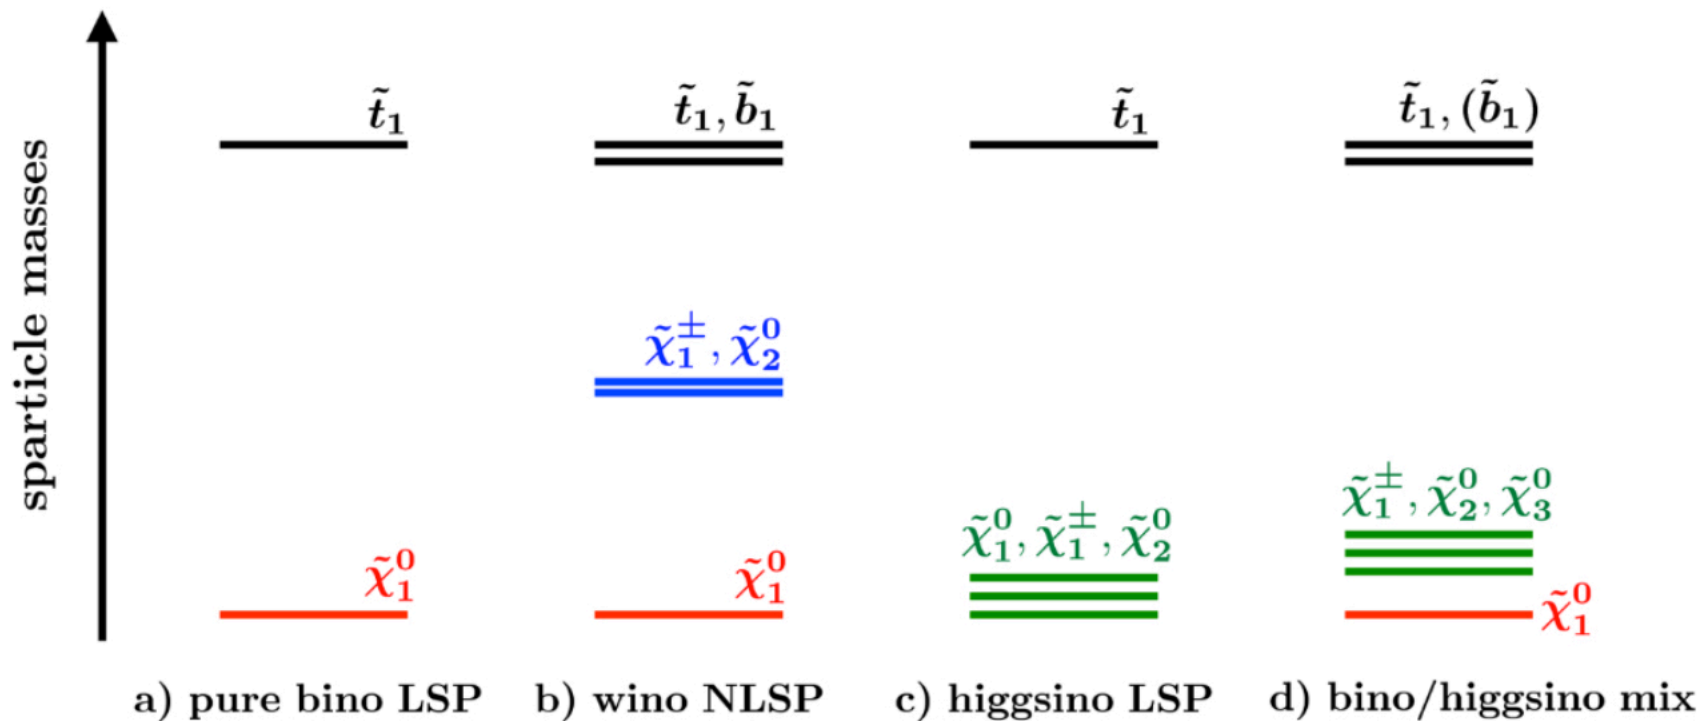 sparticle masses
t̃₁
t̃₁, b̃₁
t̃₁
t̃₁, (b̃₁)
χ̃₁±, χ̃₂⁰
χ̃₁±, χ̃₂⁰, χ̃₃⁰
χ̃₁⁰, χ̃₁±, χ̃₂⁰
χ̃₁⁰
χ̃₁⁰
χ̃₁⁰
a) pure bino LSP
b) wino NLSP
c) higgsino LSP
d) bino/higgsino mix